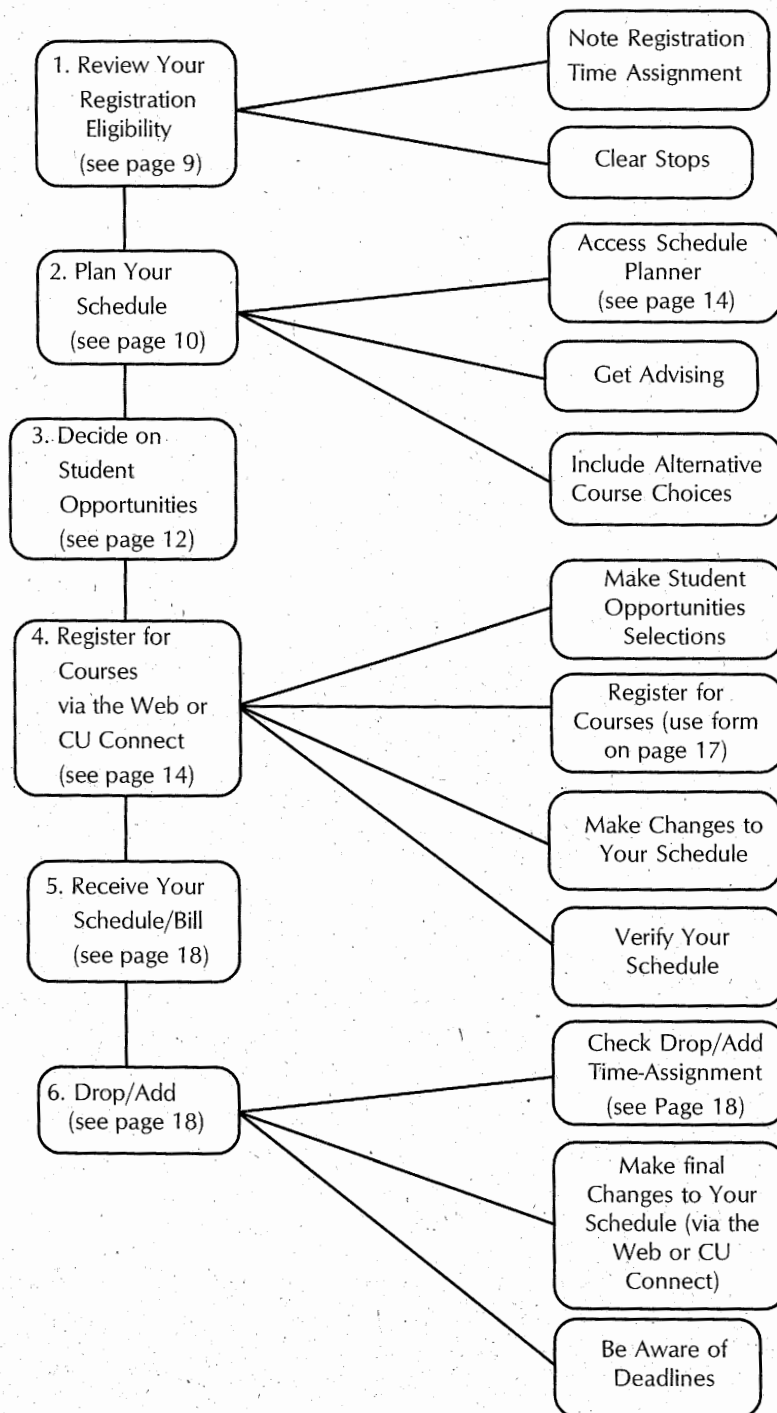 1. Review Your
Registration
Eligibility
(see page 9)
Note Registration
Time Assignment
Clear Stops
2. Plan Your
Schedule
(see page 10)
Access Schedule
Planner
(see page 14)
Get Advising
Include Alternative
Course Choices
3. Decide on
Student
Opportunities
(see page 12)
4. Register for
Courses
via the Web or
CU Connect
(see page 14)
Make Student
Opportunities
Selections
Register for
Courses (use form
on page 17)
Make Changes to
Your Schedule
Verify Your
Schedule
5. Receive Your
Schedule/Bill
(see page 18)
6. Drop/Add
(see page 18)
Check Drop/Add
Time-Assignment
(see Page 18)
Make final
Changes to Your
Schedule (via the
Web or CU
Connect)
Be Aware of
Deadlines